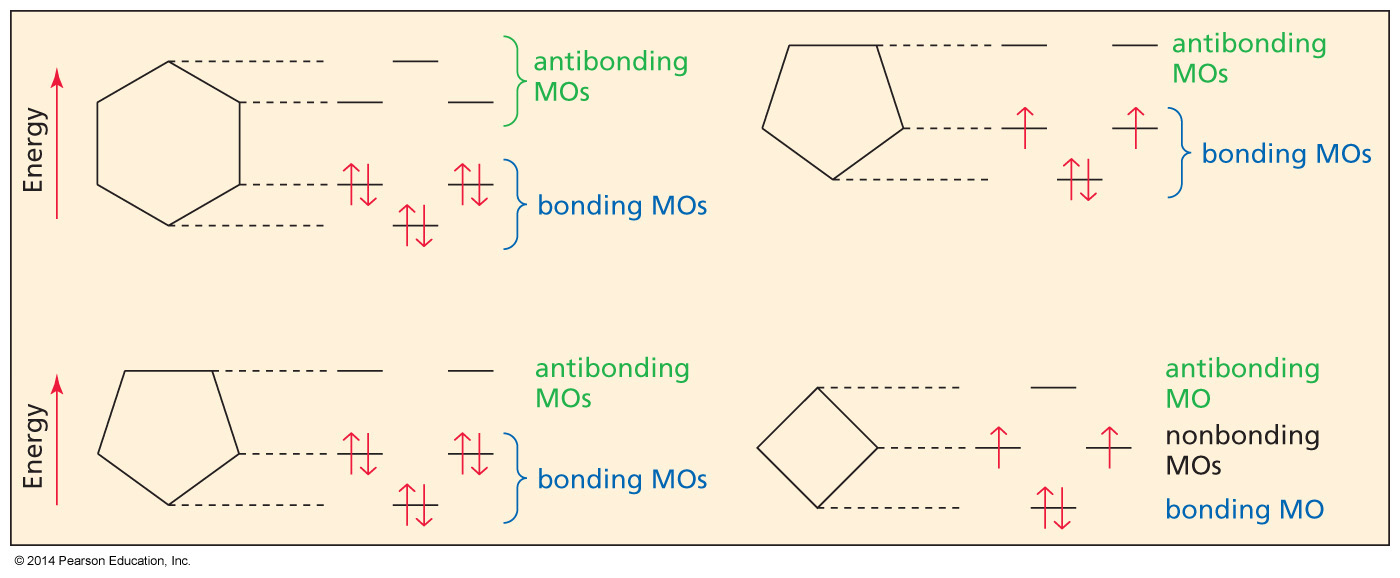 Energy
antibonding
MOs
bonding MOs
antibonding
MOs
bonding MOs
Energy
antibonding
MOs
bonding MOs
antibonding
MO
nonbonding
MOs
bonding MO
© 2014 Pearson Education, Inc.